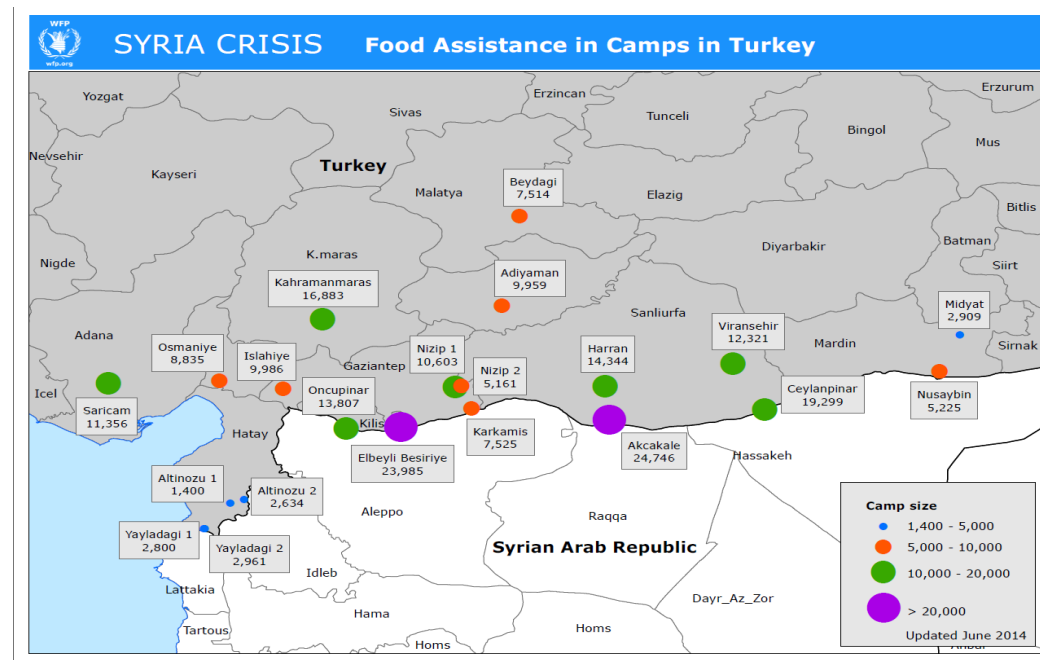 WFP
wfp.org
SYRIA CRISIS Food Assistance in Camps in Turkey
Yozgat
Sivas
Erzincan
Erzurum
Tunceli
Bingol
Mus
Nevsehir
Kayseri
Turkey
Malatya
Beydagi
7,514
Elazig
Bitlis
Nigde
K.maras
Diyarbakir
Batman
Siirt
Kahramanmaras
16,883
Adiyaman
9,959
Sanliurfa
Midyat
2,909
Adana
Osmaniye
8,835
Islahiye
9,986
Gaziantep
Nizip 1
10,603
Nizip 2
5,161
Harran
14,344
Viransehir
12,321
Mardin
Sirnak
Icel
Saricam
11,356
Oncupinar
13,807
Kilis
Karkamis
7,525
Ceylanpinar
19,299
Nusaybin
5,225
Hatay
Elbeyli Besiriye
23,985
Akcakale
24,746
Hassakeh
Altinozu 1
1,400
Altinozu 2
2,634
Aleppo
Raqqa
Yayladagi 1
2,800
Yayladagi 2
2,961
Syrian Arab Republic
Idleb
Lattakia
Hama
Dayr_Az_Zor
Tartous
Homs
Homs
Camp size
1,400 - 5,000
5,000 - 10,000
10,000 - 20,000
> 20,000
Updated June 2014